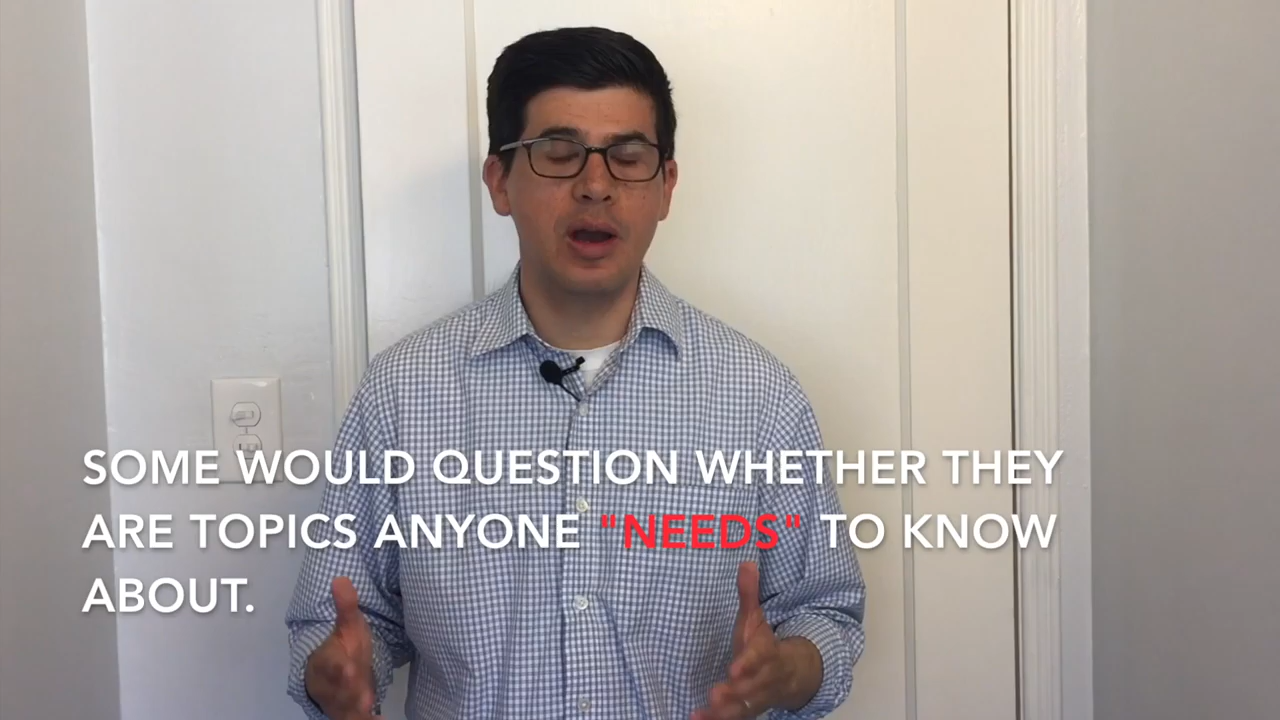 SOME WOULD QUESTION WHETHER THEY
ARE TOPICS ANYONE "NEEDS" TO KNOW
ABOUT.